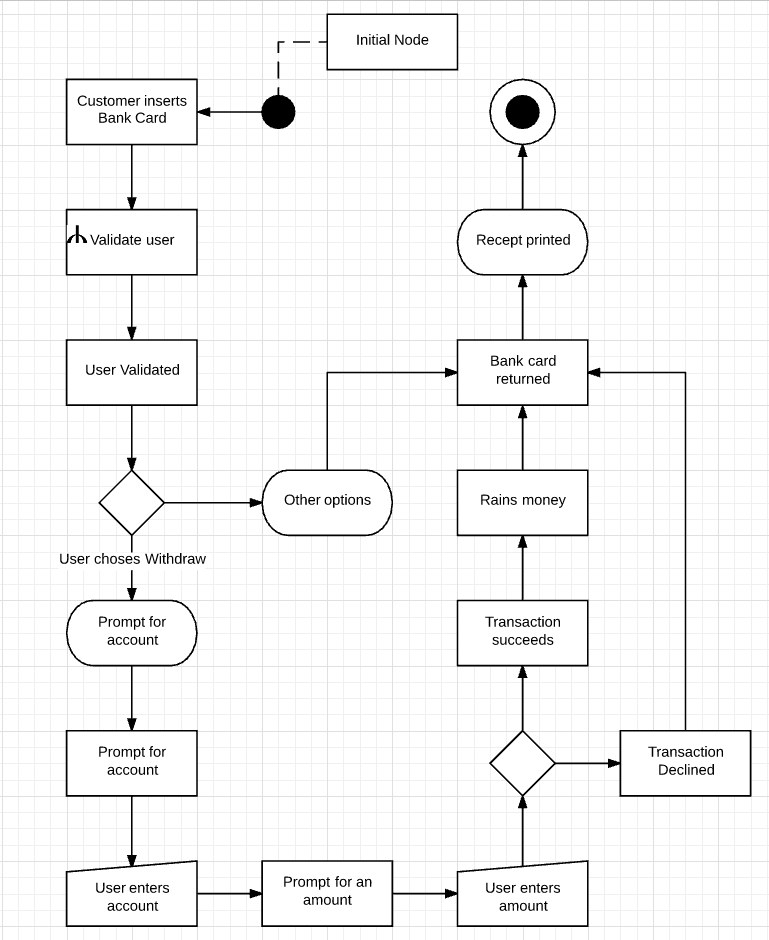 Initial Node
Customer inserts
Bank Card
Validate user
Recept printed
User Validated
Bank card
returned
Other options
Rains money
User choses Withdraw
Prompt for
account
Transaction
succeeds
Prompt for
account
Transaction
Declined
User enters
account
Prompt for an
amount
User enters
amount